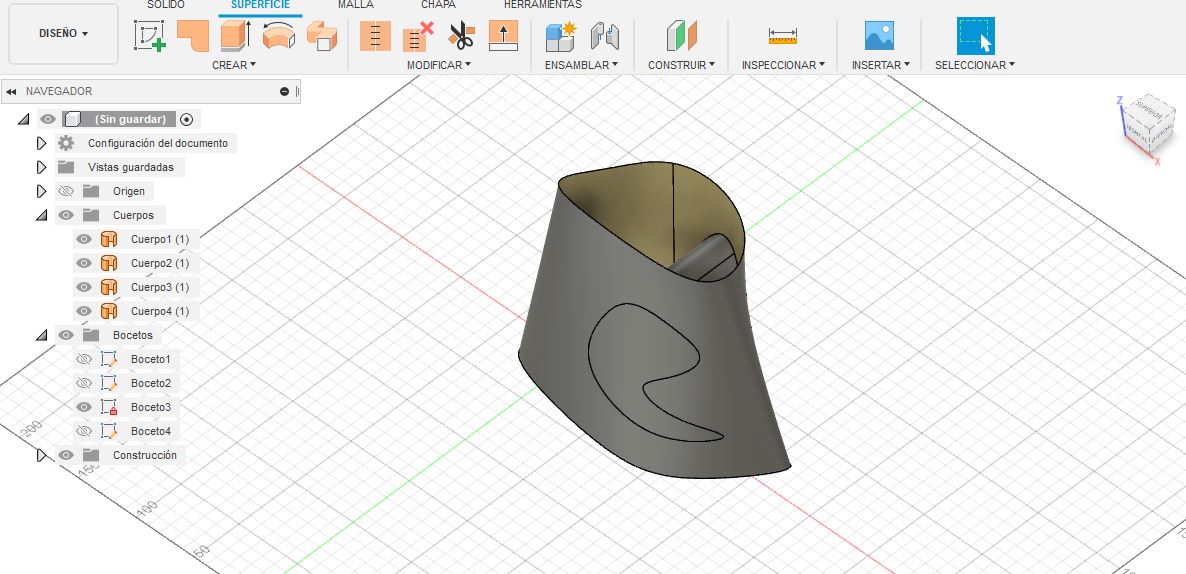 SÓLIDO SUPERFICIE MALLA CHAPA HERRAMIENTAS
DISEÑO
CREAR MODIFICAR ENSAMBLAR CONSTRUIR INSPECCIONAR INSERTAR SELECCIONAR
NAVEGADOR
(Sin guardar)
Configuración del documento
Vistas guardadas
Origen
Cuerpos
Cuerpo1 (1)
Cuerpo2 (1)
Cuerpo3 (1)
Cuerpo4 (1)
Bocetos
Boceto1
Boceto2
Boceto3
Boceto4
Construcción
Z
SUPERIOR
X
200
150
100
50